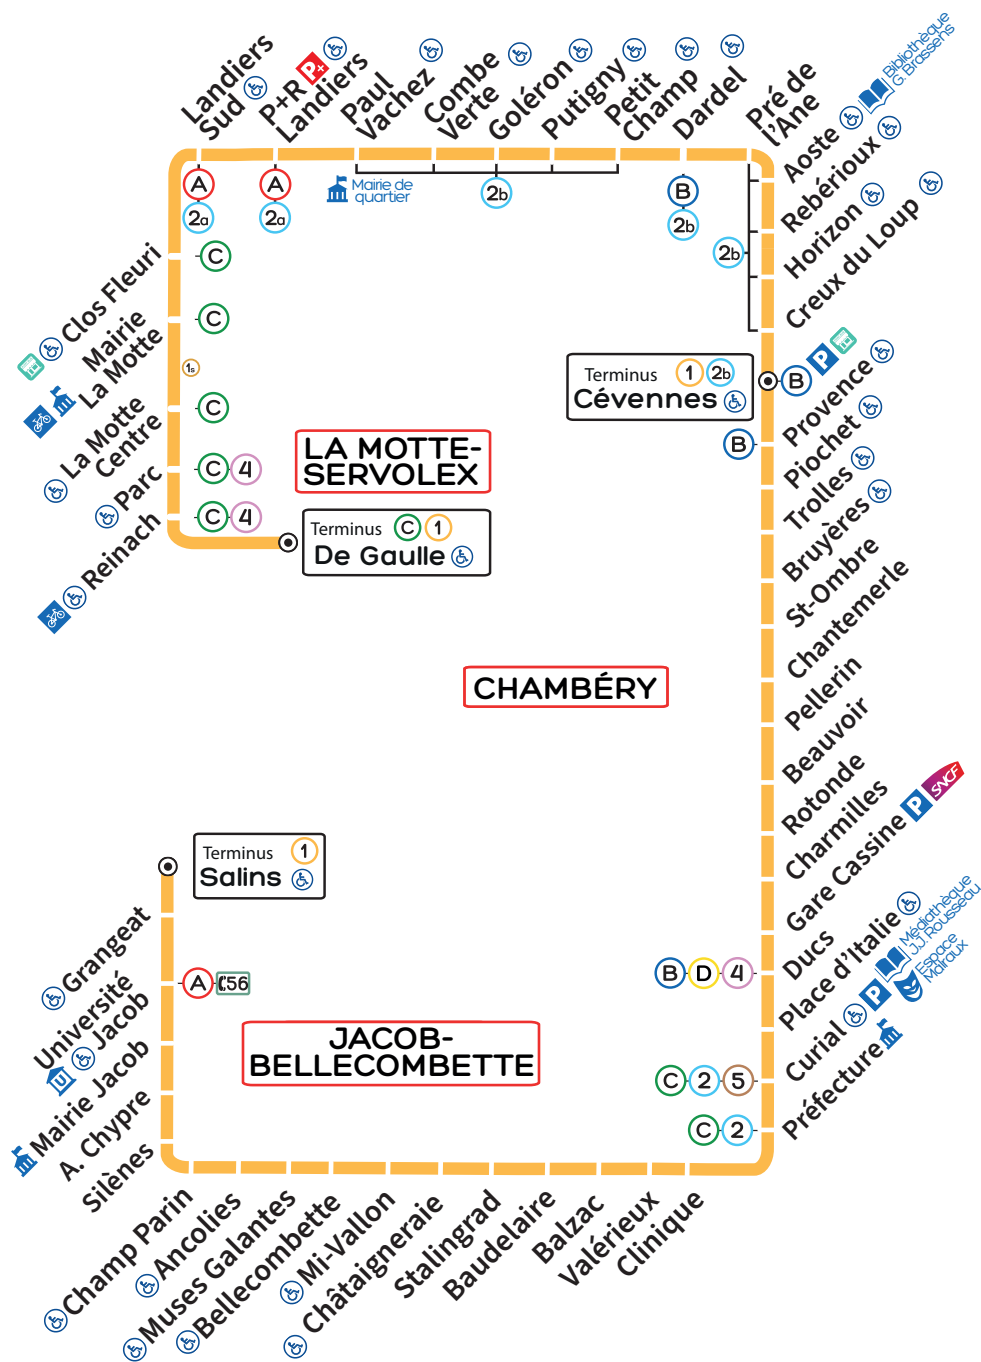 Landiers
Sud
P+R
P+
Landiers
Paul
Vachez
Combe
Verte
Goléron
Putigny
Petit
Champ
Dardel
Pré de
l'Ane
Aoste
Bibliothèque
G. Brassens
Rebérioux
Horizon
Creux du Loup
A
A
Mairie de
quartier
2b
B
2a
2a
2b
2b
C
Clos Fleuri
C
Mairie
La Motte
1s
C
La Motte
Centre
C 4
Parc
C 4
Reinach
LA MOTTE-
SERVOLEX
Terminus C 1
De Gaulle
Terminus 1 2b
Cévennes
B P
B
Provence
Piochet
Trolles
Bruyères
St-Ombre
Chantemerle
Pellerin
Beauvoir
Rotonde
Charmilles
Gare Cassine P SNCF
CHAMBÉRY
Terminus 1
Salins
Grangeat
Université
Jacob
U
A 56
Mairie Jacob
A. Chypre
Silènes
JACOB-
BELLECOMBETTE
B D 4
Ducs
Place d'Italie
Médiathèque
J.J. Rousseau
Curial P
Espace
Malraux
Préfecture
C 2 5
C 2
Champ Parin
Ancolies
Muses Galantes
Bellecombette
Mi-Vallon
Châtaigneraie
Stalingrad
Baudelaire
Balzac
Valérieux
Clinique